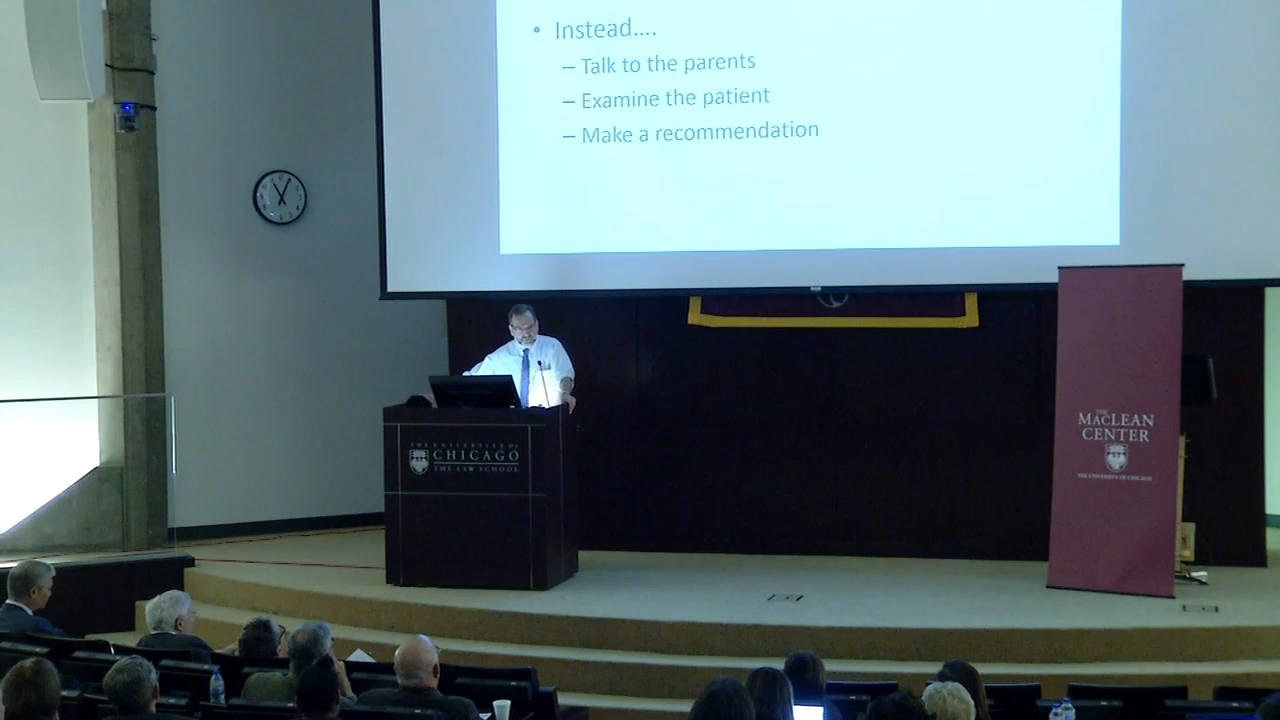 • Instead....
– Talk to the parents
– Examine the patient
– Make a recommendation
THE UNIVERSITY OF
CHICAGO
THE LAW SCHOOL
THE
MACLEAN
CENTER
THE UNIVERSITY OF CHICAGO